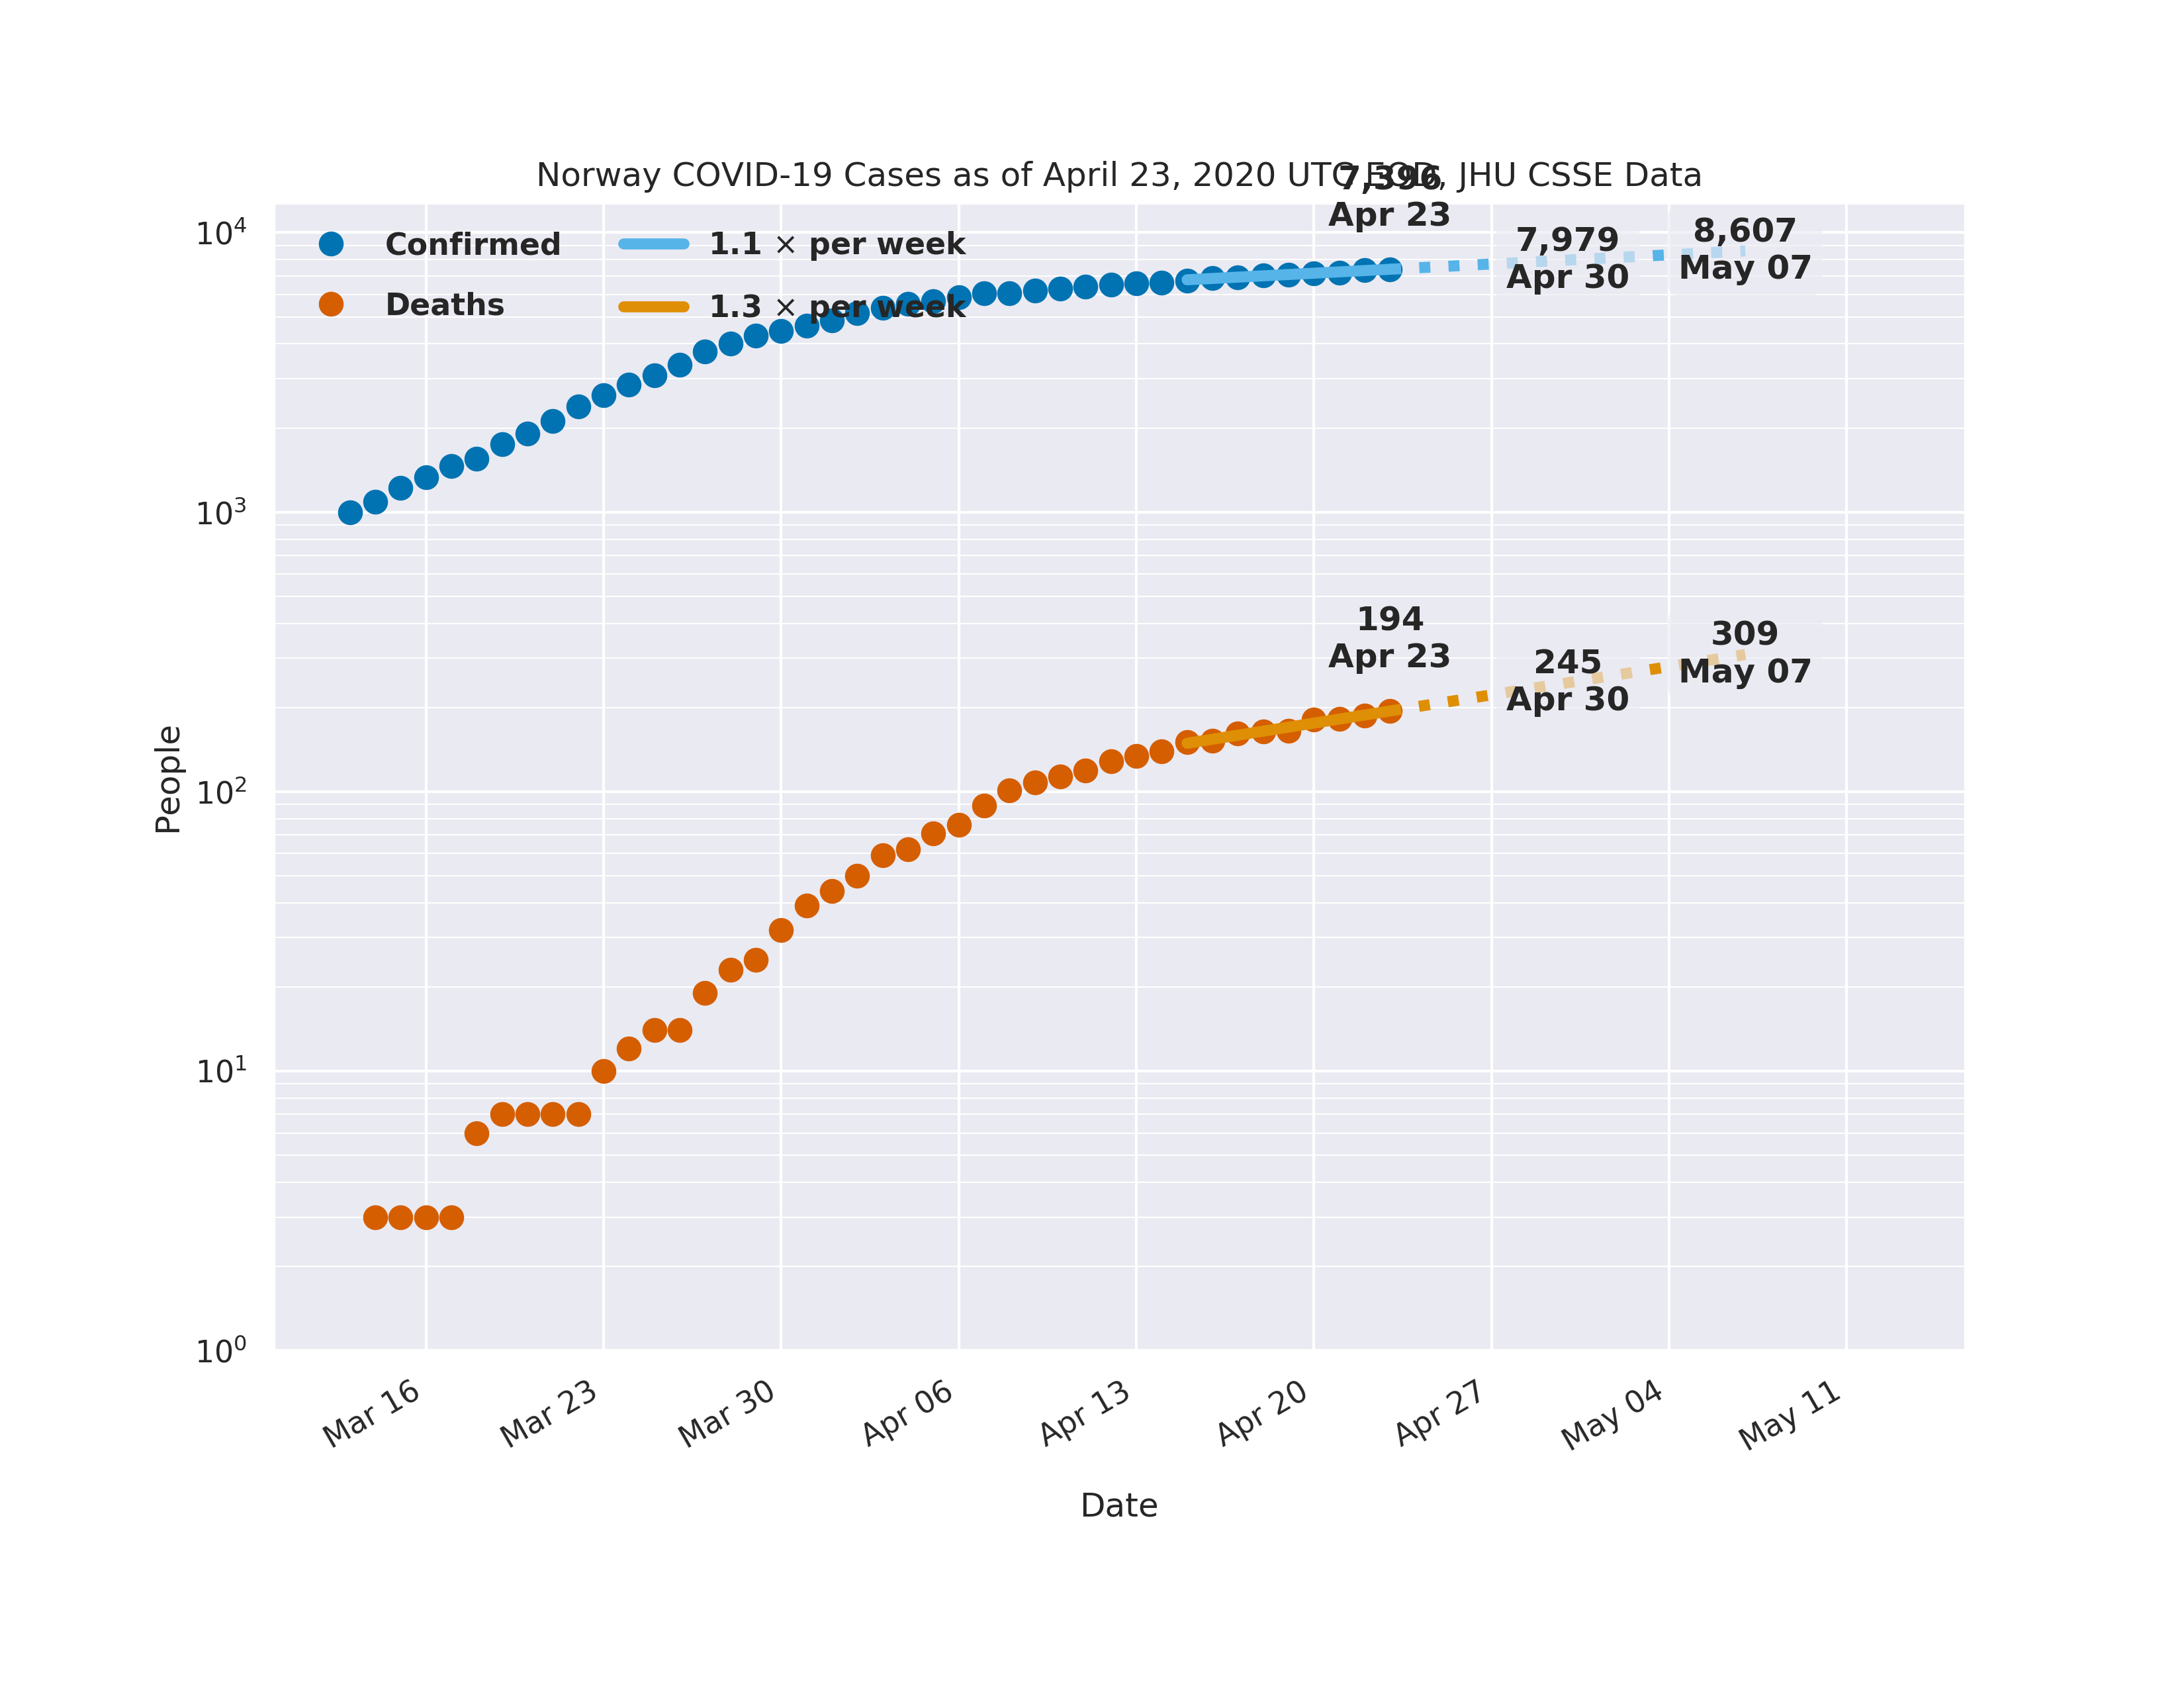 Norway COVID-19 Cases as of April 23, 2020 UTC EOD, JHU CSSE Data
7,396
Apr 23
10⁴
Confirmed
Deaths
1.1 × per week
1.3 × per week
7,979
Apr 30
8,607
May 07
10³
194
Apr 23
245
Apr 30
309
May 07
10²
10¹
10⁰
People
Mar 16
Mar 23
Mar 30
Apr 06
Apr 13
Apr 20
Apr 27
May 04
May 11
Date